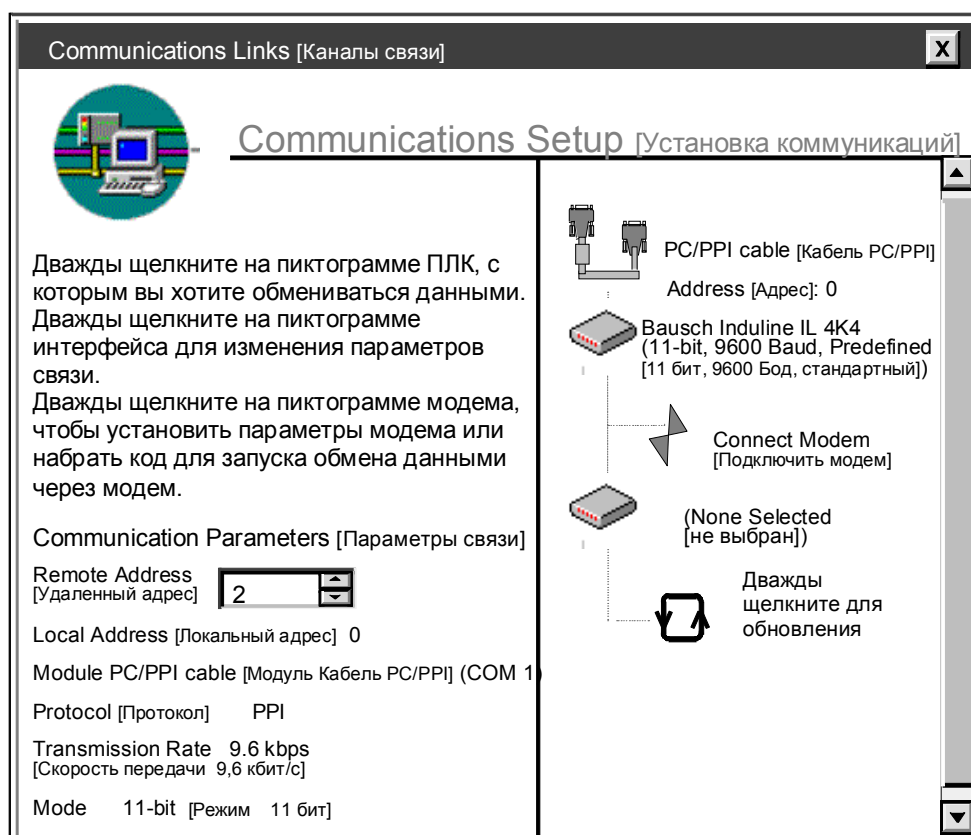 Communications Links [Каналы связи]
X
Communications Setup [Установка коммуникаций]
Дважды щелкните на пиктограмме ПЛК, с
которым вы хотите обмениваться данными.
Дважды щелкните на пиктограмме
интерфейса для изменения параметров
связи.
Дважды щелкните на пиктограмме модема,
чтобы установить параметры модема или
набрать код для запуска обмена данными
через модем.
Communication Parameters [Параметры связи]
Remote Address
[Удаленный адрес] 2
Local Address [Локальный адрес] 0
Module PC/PPI cable [Модуль Кабель PC/PPI] (COM 1)
Protocol [Протокол] PPI
Transmission Rate 9.6 kbps
[Скорость передачи 9,6 кбит/с]
Mode 11-bit [Режим 11 бит]
PC/PPI cable [Кабель PC/PPI]
Address [Адрес]: 0
Bausch Induline IL 4K4
(11-bit, 9600 Baud, Predefined
[11 бит, 9600 Бод, стандартный])
Connect Modem
[Подключить модем]
(None Selected
[не выбран])
Дважды
щелкните для
обновления